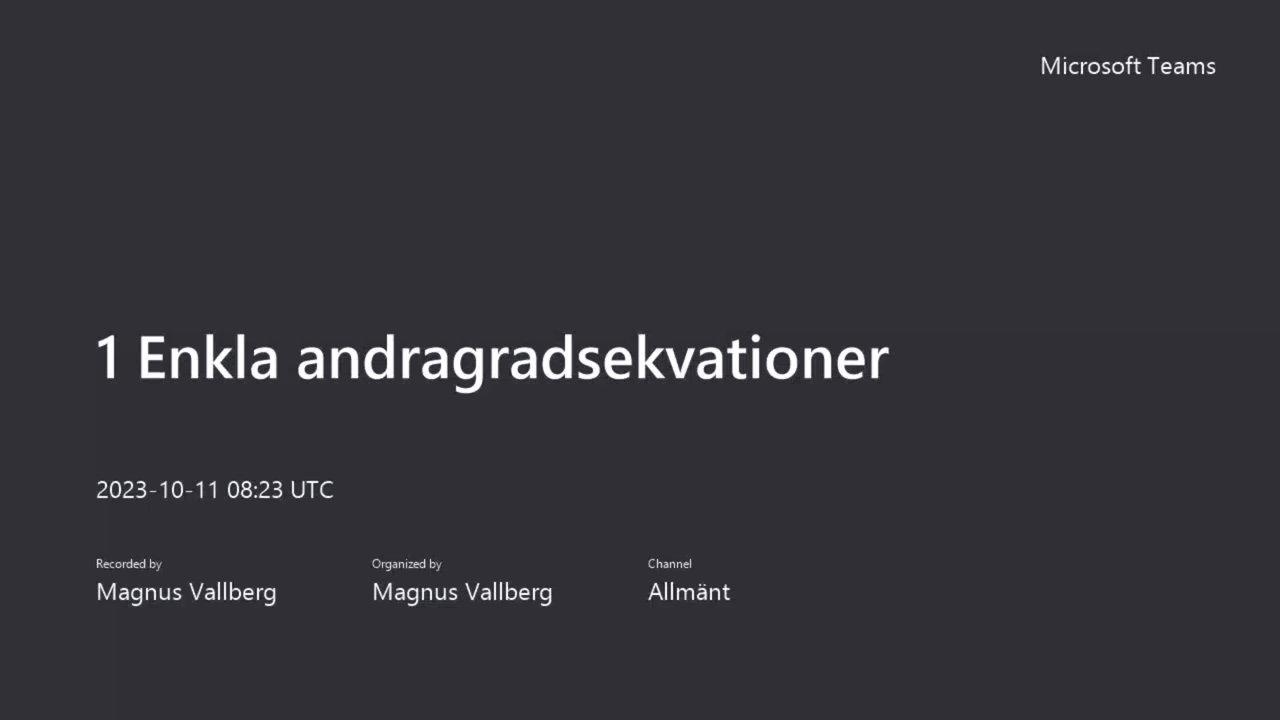 Microsoft Teams
1 Enkla andragradsekvationer
2023-10-11 08:23 UTC
Recorded by
Magnus Vallberg
Organized by
Magnus Vallberg
Channel
Allmänt